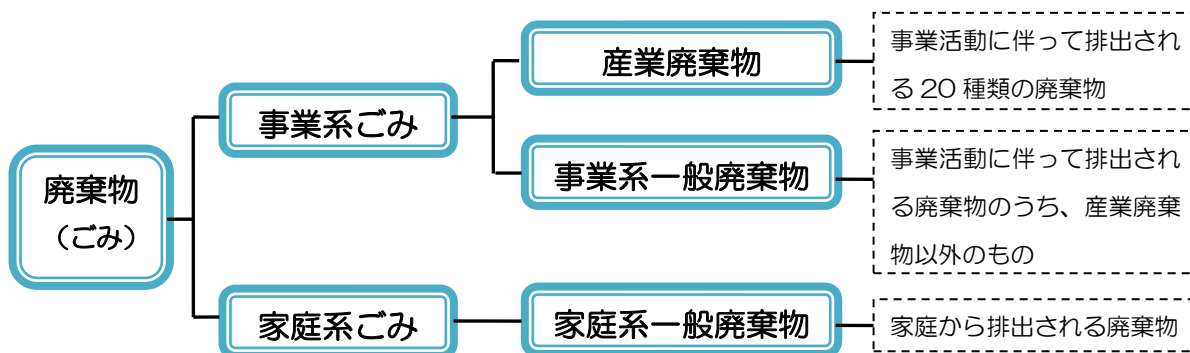 廃棄物
（ごみ）
事業系ごみ
産業廃棄物
事業活動に伴って排出され
る 20 種類の廃棄物
事業系一般廃棄物
事業活動に伴って排出され
る廃棄物のうち、産業廃棄
物以外のもの
家庭系ごみ
家庭系一般廃棄物
家庭から排出される廃棄物